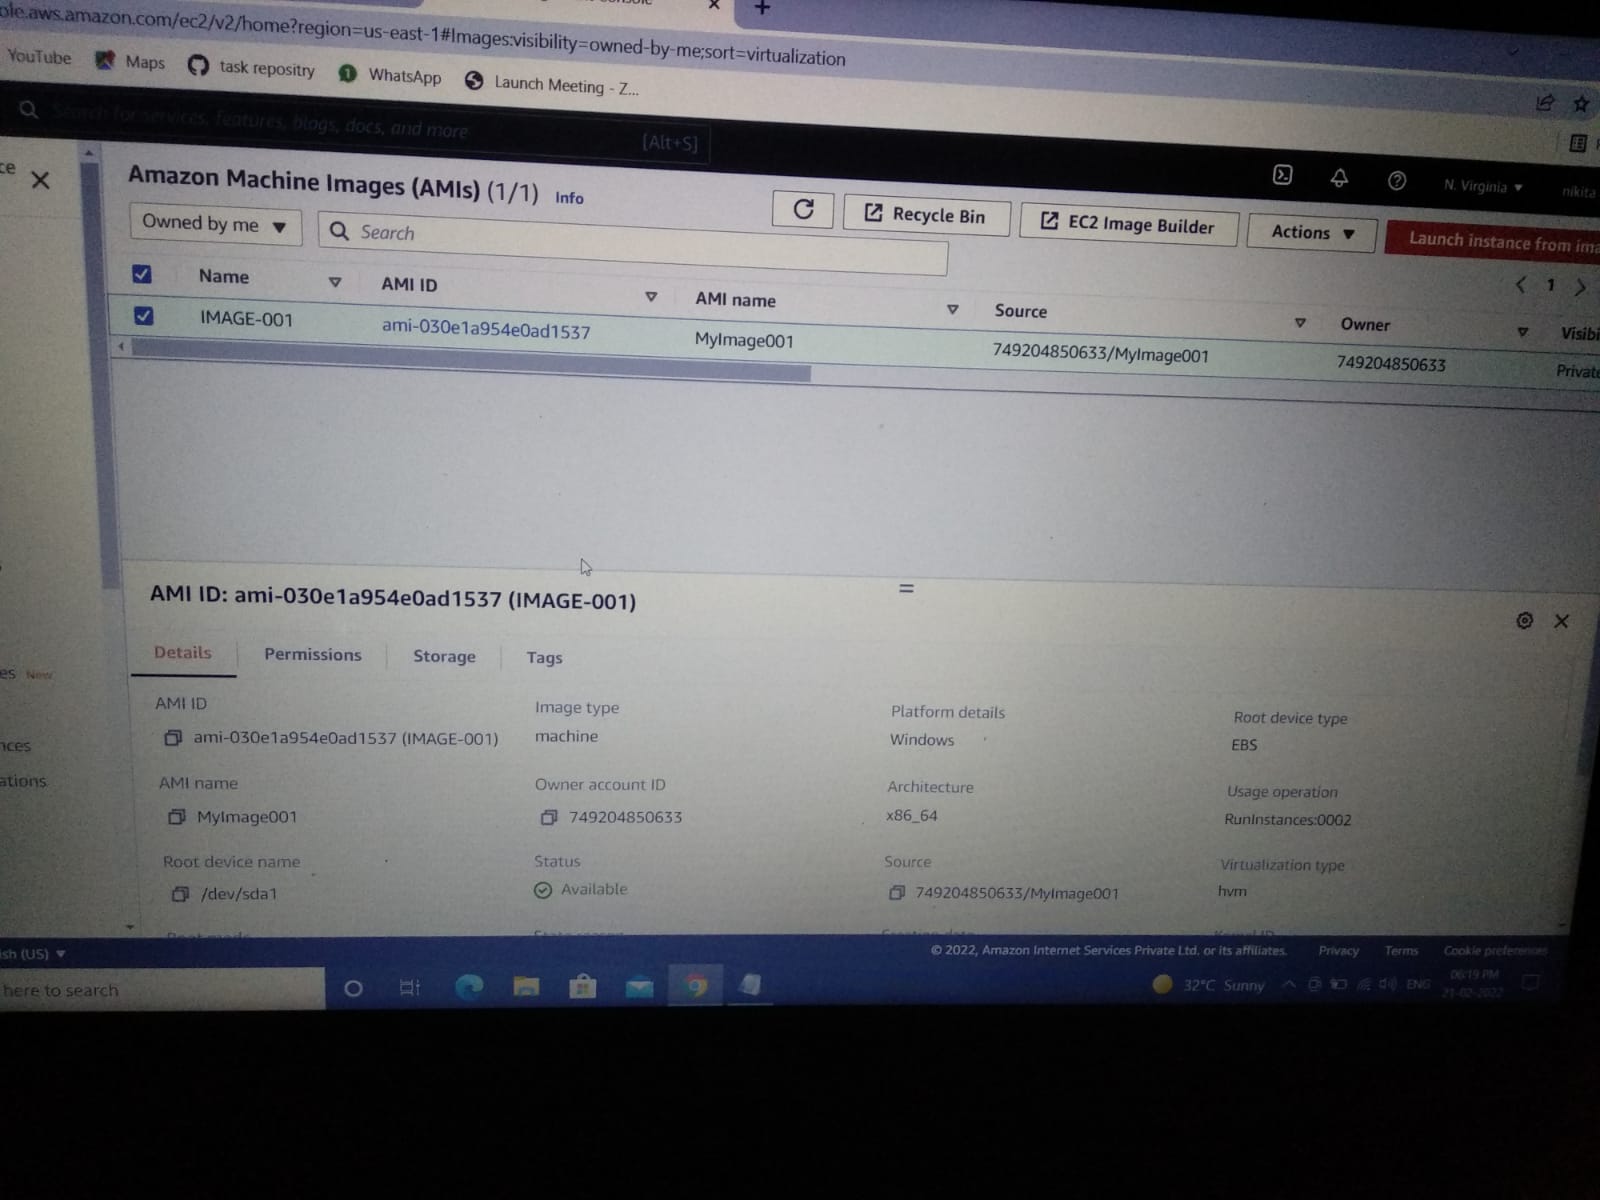 ole.aws.amazon.com/ec2/v2/home?region=us-east-1#Images:visibility=owned-by-me;sort=virtualization
YouTube Maps task repositry 1 WhatsApp Launch Meeting - Z...
Search for services, features, blogs, docs, and more [Alt+S]
N. Virginia nikita
Amazon Machine Images (AMIs) (1/1) Info
Recycle Bin EC2 Image Builder Actions Launch instance from ima
Owned by me Search
1
Name AMI ID AMI name Source Owner Visibi
IMAGE-001 ami-030e1a954e0ad1537 MyImage001 749204850633/MyImage001 749204850633 Private
AMI ID: ami-030e1a954e0ad1537 (IMAGE-001)
Details Permissions Storage Tags
es New
nces
ations
AMI ID Image type Platform details Root device type
ami-030e1a954e0ad1537 (IMAGE-001) machine Windows EBS
AMI name Owner account ID Architecture Usage operation
MyImage001 749204850633 x86_64 RunInstances:0002
Root device name Status Source Virtualization type
/dev/sda1 Available 749204850633/MyImage001 hvm
ish (US) © 2022, Amazon Internet Services Private Ltd. or its affiliates. Privacy Terms Cookie preferences
here to search 32°C Sunny ENG 06:19 PM
21-02-2022